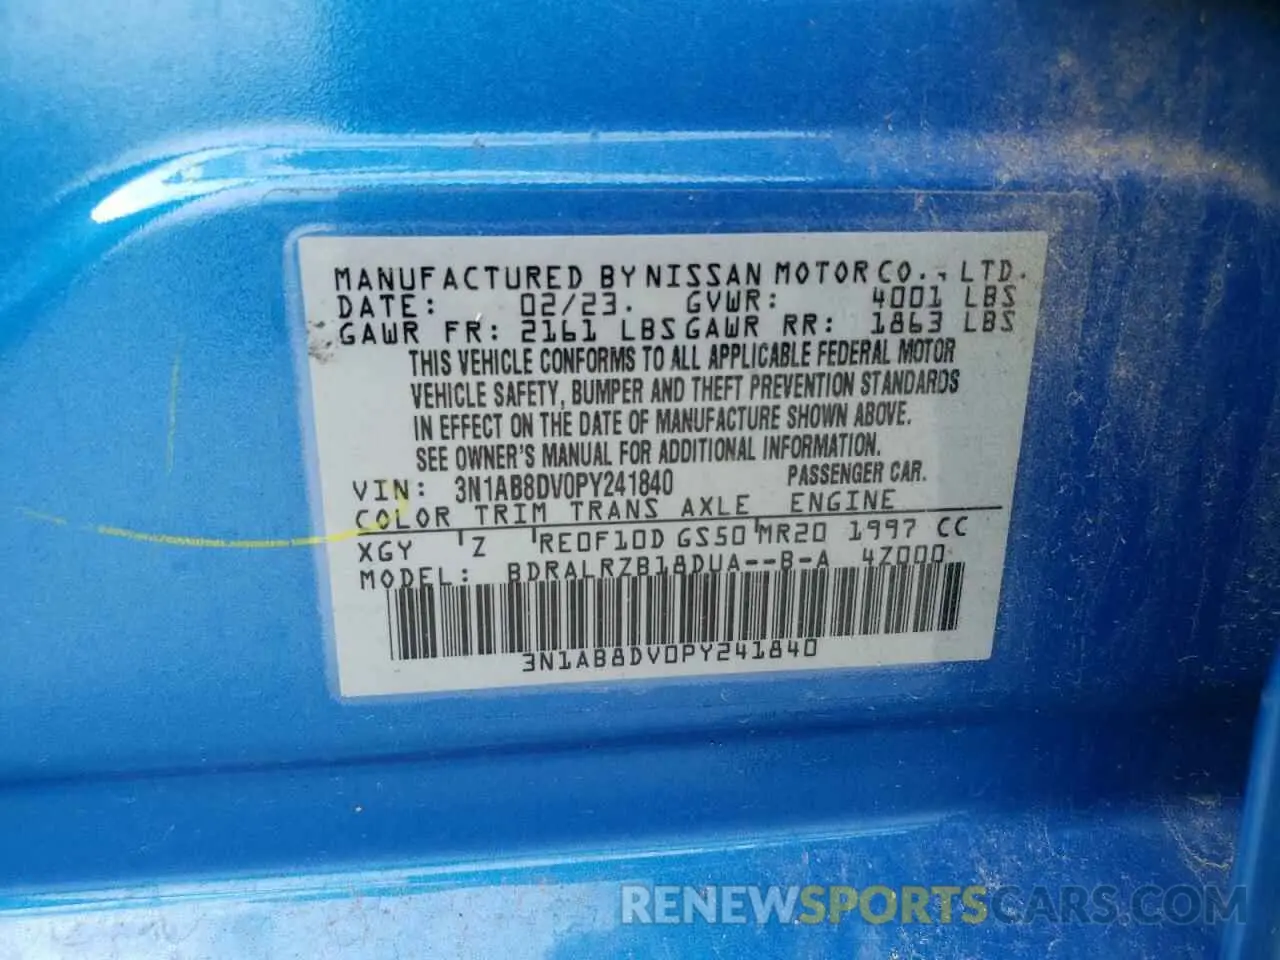 MANUFACTURED BY NISSAN MOTOR CO., LTD.
DATE: 02/23. GVWR: 4001 LBS
GAWR FR: 2161 LBS GAWR RR: 1863 LBS
THIS VEHICLE CONFORMS TO ALL APPLICABLE FEDERAL MOTOR
VEHICLE SAFETY, BUMPER AND THEFT PREVENTION STANDARDS
IN EFFECT ON THE DATE OF MANUFACTURE SHOWN ABOVE.
SEE OWNER'S MANUAL FOR ADDITIONAL INFORMATION.
VIN: 3N1AB8DV0PY241840 PASSENGER CAR.
COLOR TRIM TRANS AXLE ENGINE
XGY Z RE0F10D GS50 MR20 1997 CC
MODEL: BDRALRZB18DUA--B-A 4Z000
3N1AB8DV0PY241840
RENEWSPORTSCARS.COM